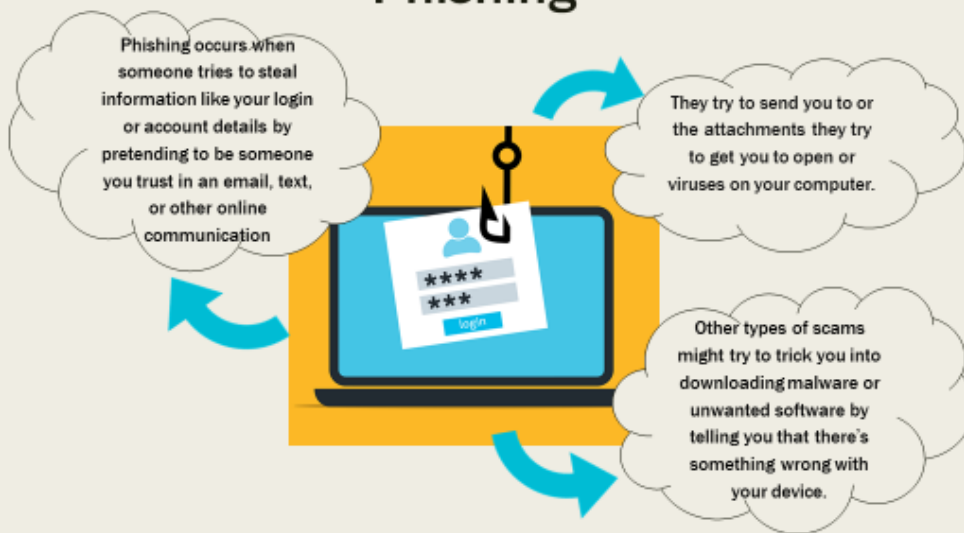 Phishing
Phishing occurs when
someone tries to steal
information like your login
or account details by
pretending to be someone
you trust in an email, text,
or other online
communication
They try to send you to or
the attachments they try
to get you to open or
viruses on your computer.
****
***
login
Other types of scams
might try to trick you into
downloading malware or
unwanted software by
telling you that there's
something wrong with
your device.